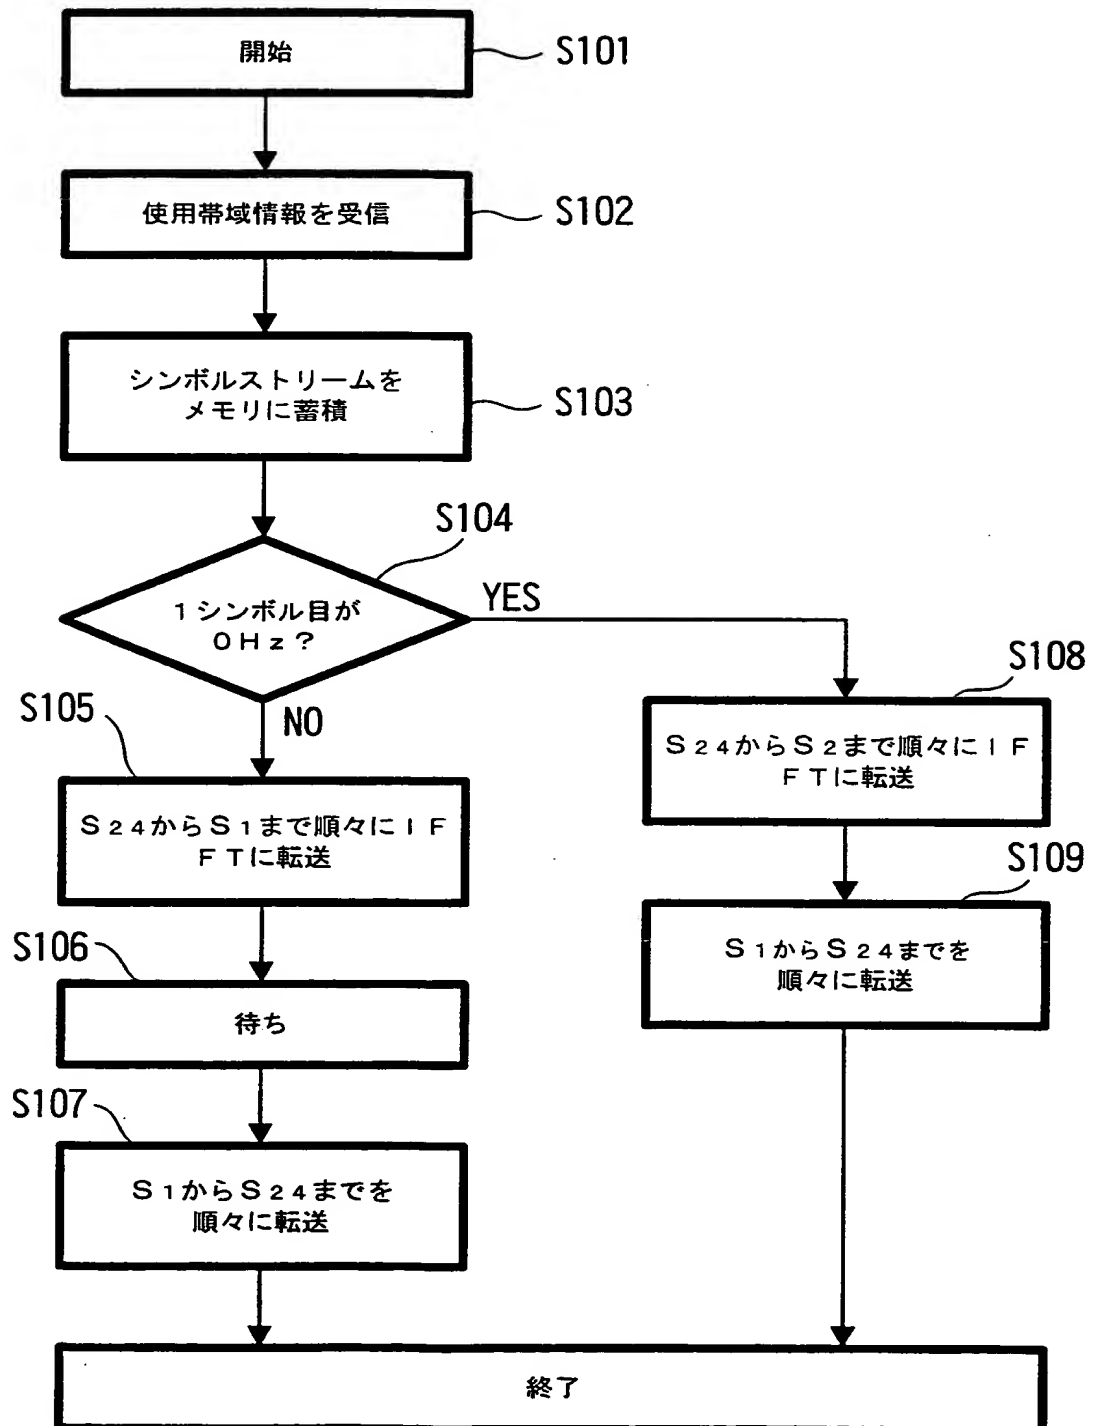 開始
S101
使用帯域情報を受信
S102
シンボルストリームを
メモリに蓄積
S103
S104
1シンボル目が
0Hz?
YES
NO
S105
S24からS1まで順々にIF
FTに転送
S106
待ち
S107
S1からS24までを
順々に転送
S108
S24からS2まで順々にIF
FTに転送
S109
S1からS24までを
順々に転送
終了